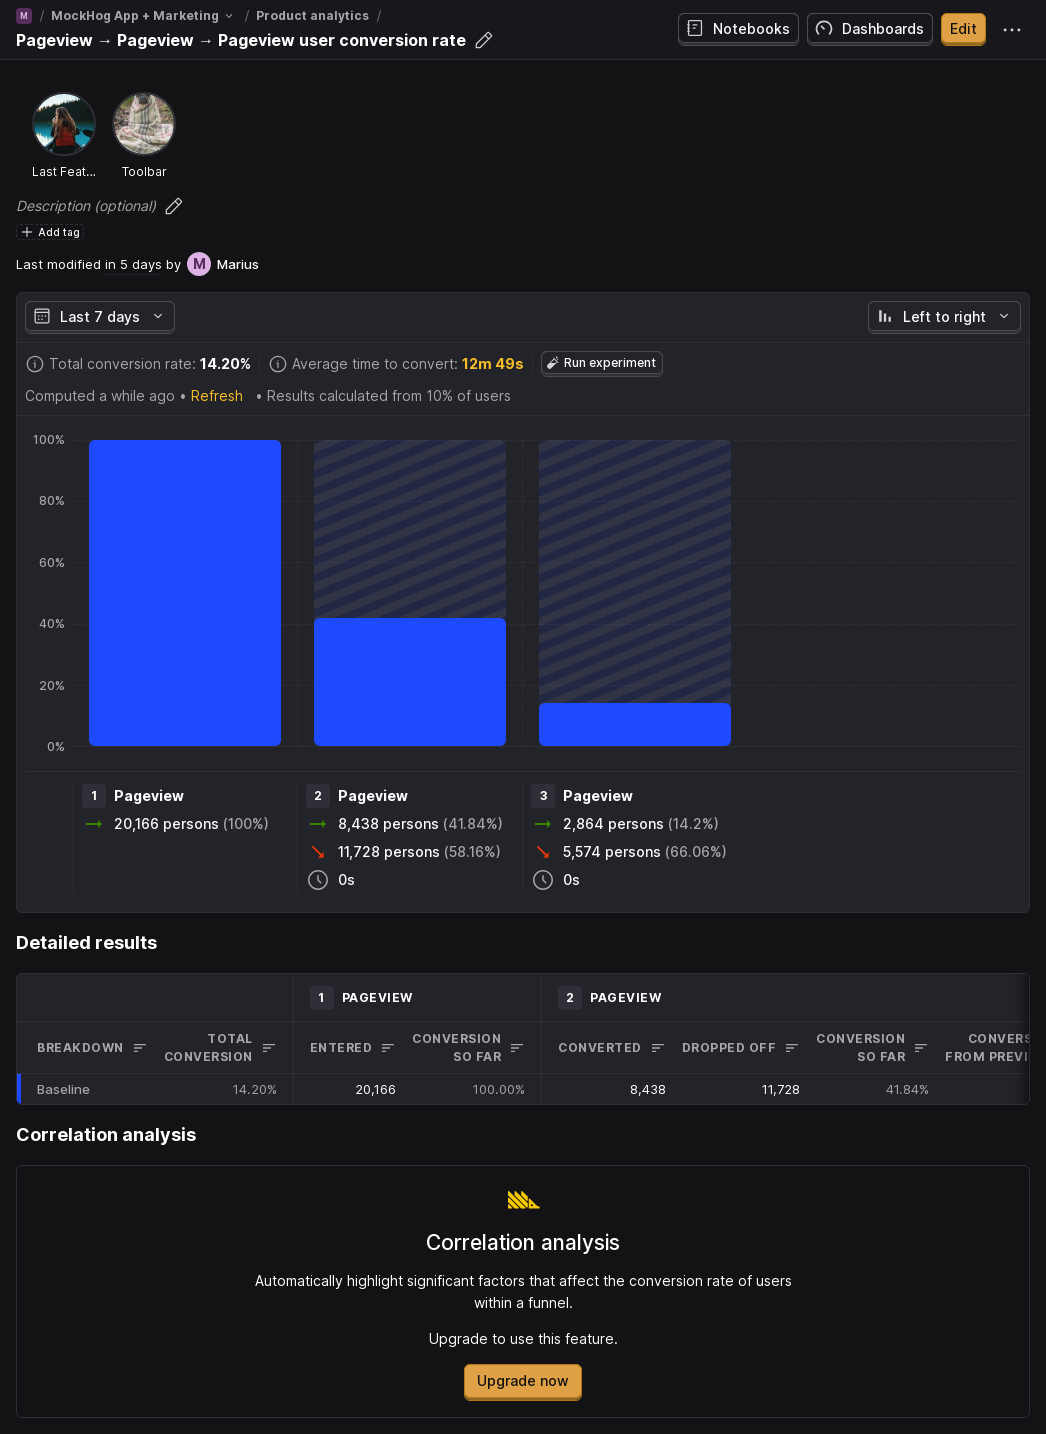 M / MockHog App + Marketing / Product analytics /
Pageview → Pageview → Pageview user conversion rate
Notebooks
Dashboards
Edit
Last Feat...
Toolbar
Description (optional)
Add tag
Last modified in 5 days by M Marius
Last 7 days
Left to right
Total conversion rate: 14.20%
Average time to convert: 12m 49s
Run experiment
Computed a while ago • Refresh • Results calculated from 10% of users
100%
80%
60%
40%
20%
0%
1 Pageview
20,166 persons (100%)
2 Pageview
8,438 persons (41.84%)
11,728 persons (58.16%)
0s
3 Pageview
2,864 persons (14.2%)
5,574 persons (66.06%)
0s
Detailed results
1 PAGEVIEW
2 PAGEVIEW
BREAKDOWN
TOTAL
CONVERSION
ENTERED
CONVERSION
SO FAR
CONVERTED
DROPPED OFF
CONVERSION
SO FAR
CONVERS
FROM PREVI
Baseline 14.20% 20,166 100.00% 8,438 11,728 41.84%
Correlation analysis
Correlation analysis
Automatically highlight significant factors that affect the conversion rate of users
within a funnel.
Upgrade to use this feature.
Upgrade now